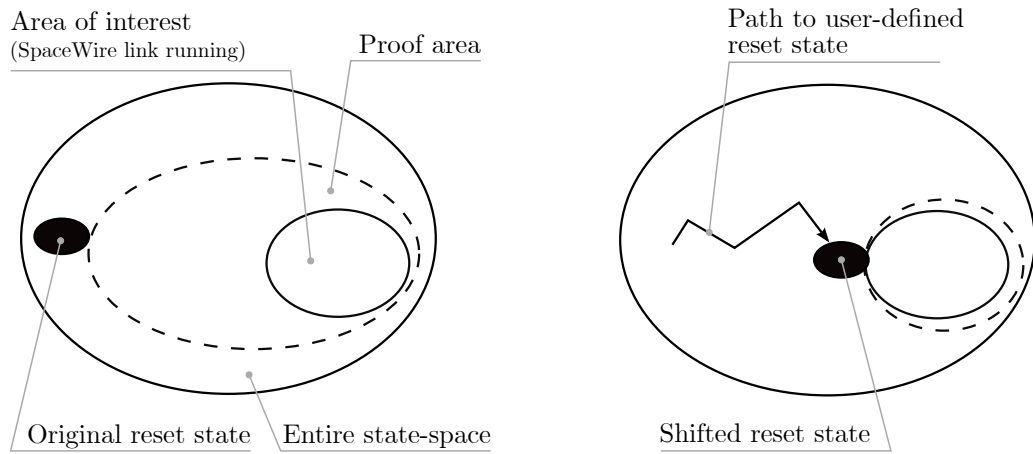 Area of interest
(SpaceWire link running)
Proof area
Original reset state
Entire state-space
Path to user-defined
reset state
Shifted reset state